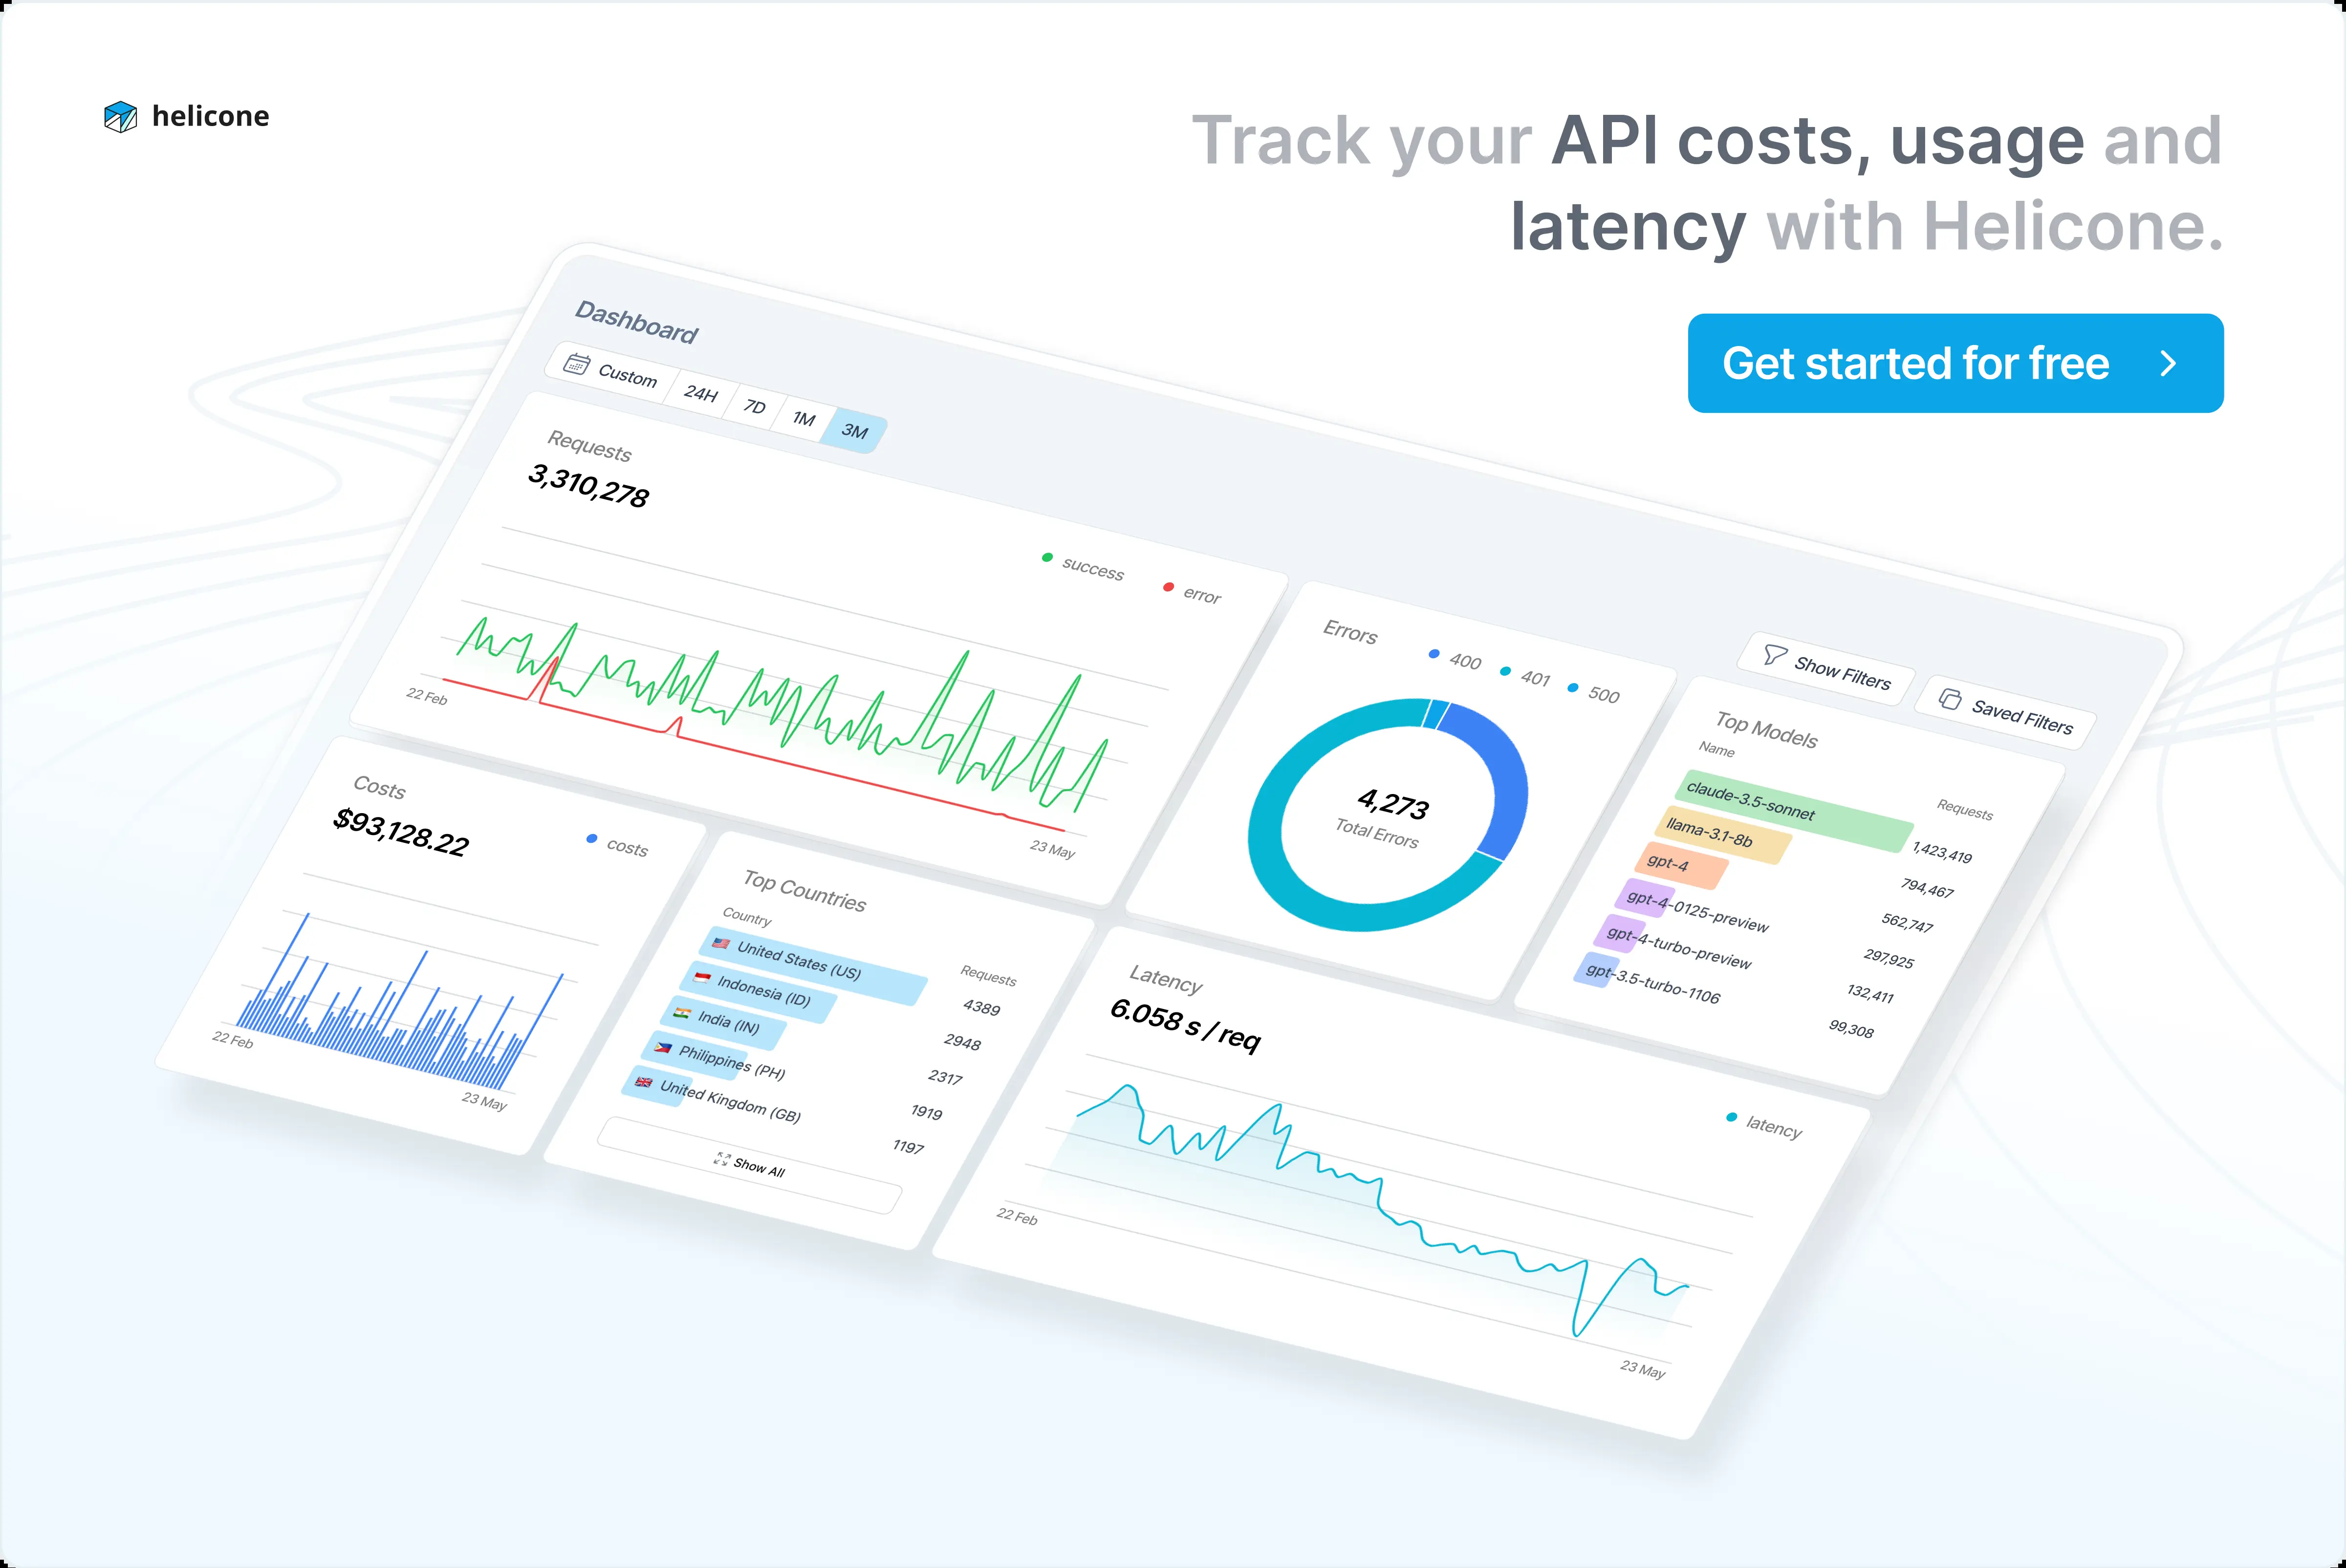 helicone
Track your API costs, usage and
latency with Helicone.
Get started for free
Dashboard
Custom 24H 7D 1M 3M
Show Filters
Saved Filters
Requests
3,310,278
success error
22 Feb
23 May
Errors
400 401 500
4,273
Total Errors
Top Models
Name Requests
claude-3.5-sonnet 1,423,419
llama-3.1-8b 794,467
gpt-4 562,747
gpt-4-0125-preview 297,925
gpt-4-turbo-preview 132,411
gpt-3.5-turbo-1106 99,308
Costs
$93,128.22
costs
22 Feb
23 May
Top Countries
Country Requests
United States (US) 4389
Indonesia (ID) 2948
India (IN) 2317
Philippines (PH) 1919
United Kingdom (GB) 1197
Show All
Latency
6.058 s / req
latency
22 Feb
23 May